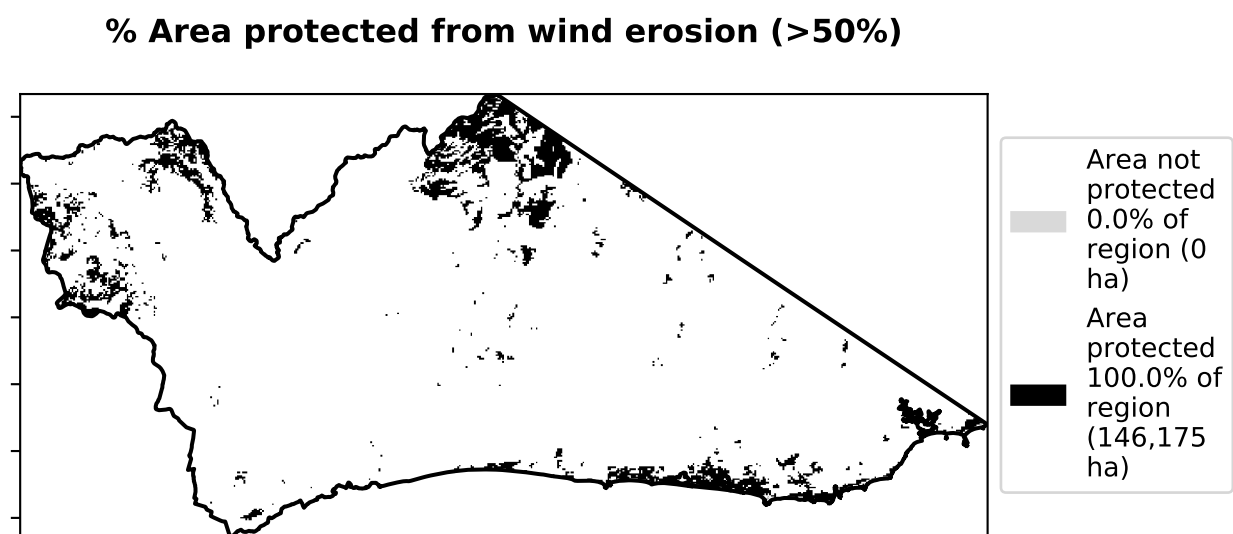 % Area protected from wind erosion (>50%)
Area not
protected
0.0% of
region (0
ha)
Area
protected
100.0% of
region
(146,175
ha)